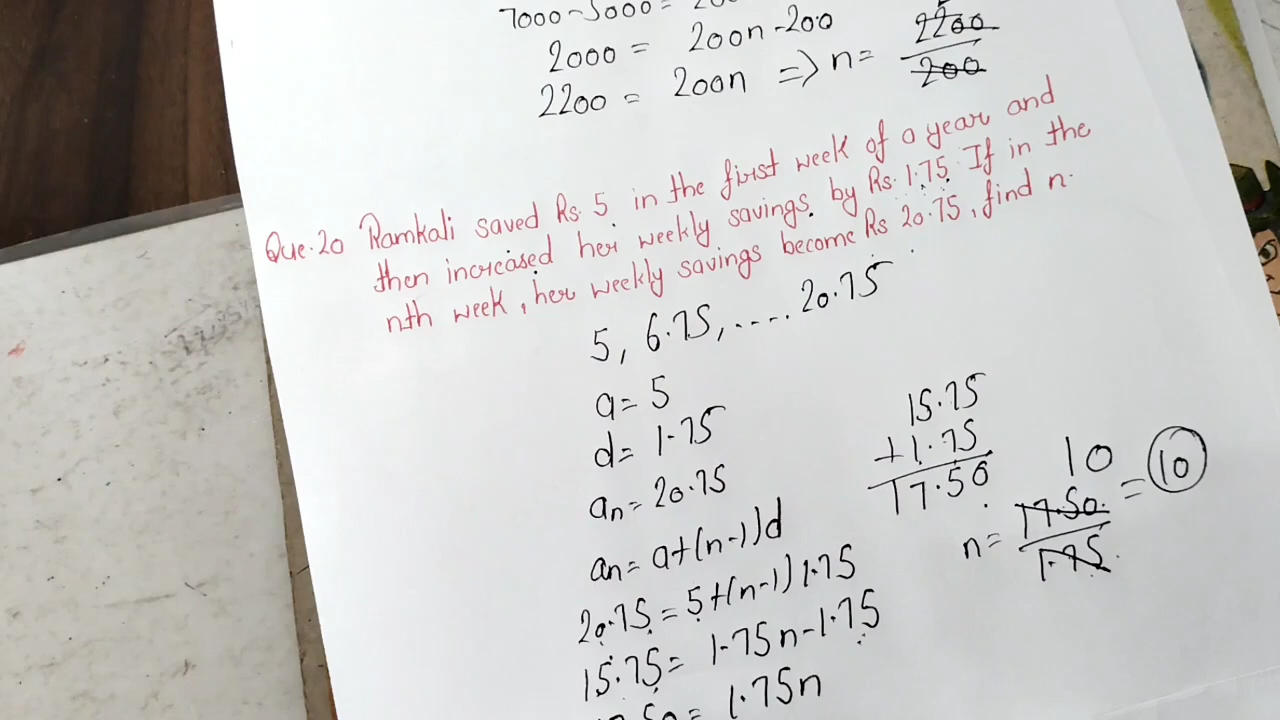 7000-5000 =
2000 = 200n-200
2200 = 200n => n= 2200/200
Que.20 Ramkali saved Rs. 5 in the first week of a year and
then increased her weekly savings by Rs. 1.75. If in the
nth week, her weekly savings become Rs 20.75, find n.
5, 6.75, .... 20.75
a= 5
d= 1.75
an= 20.75
an= a+(n-1)d
20.75 = 5+(n-1)1.75
15.75 = 1.75n-1.75
= 1.75n
15.75
+1.75
17.50
10
n= 17.50/1.75 = 10